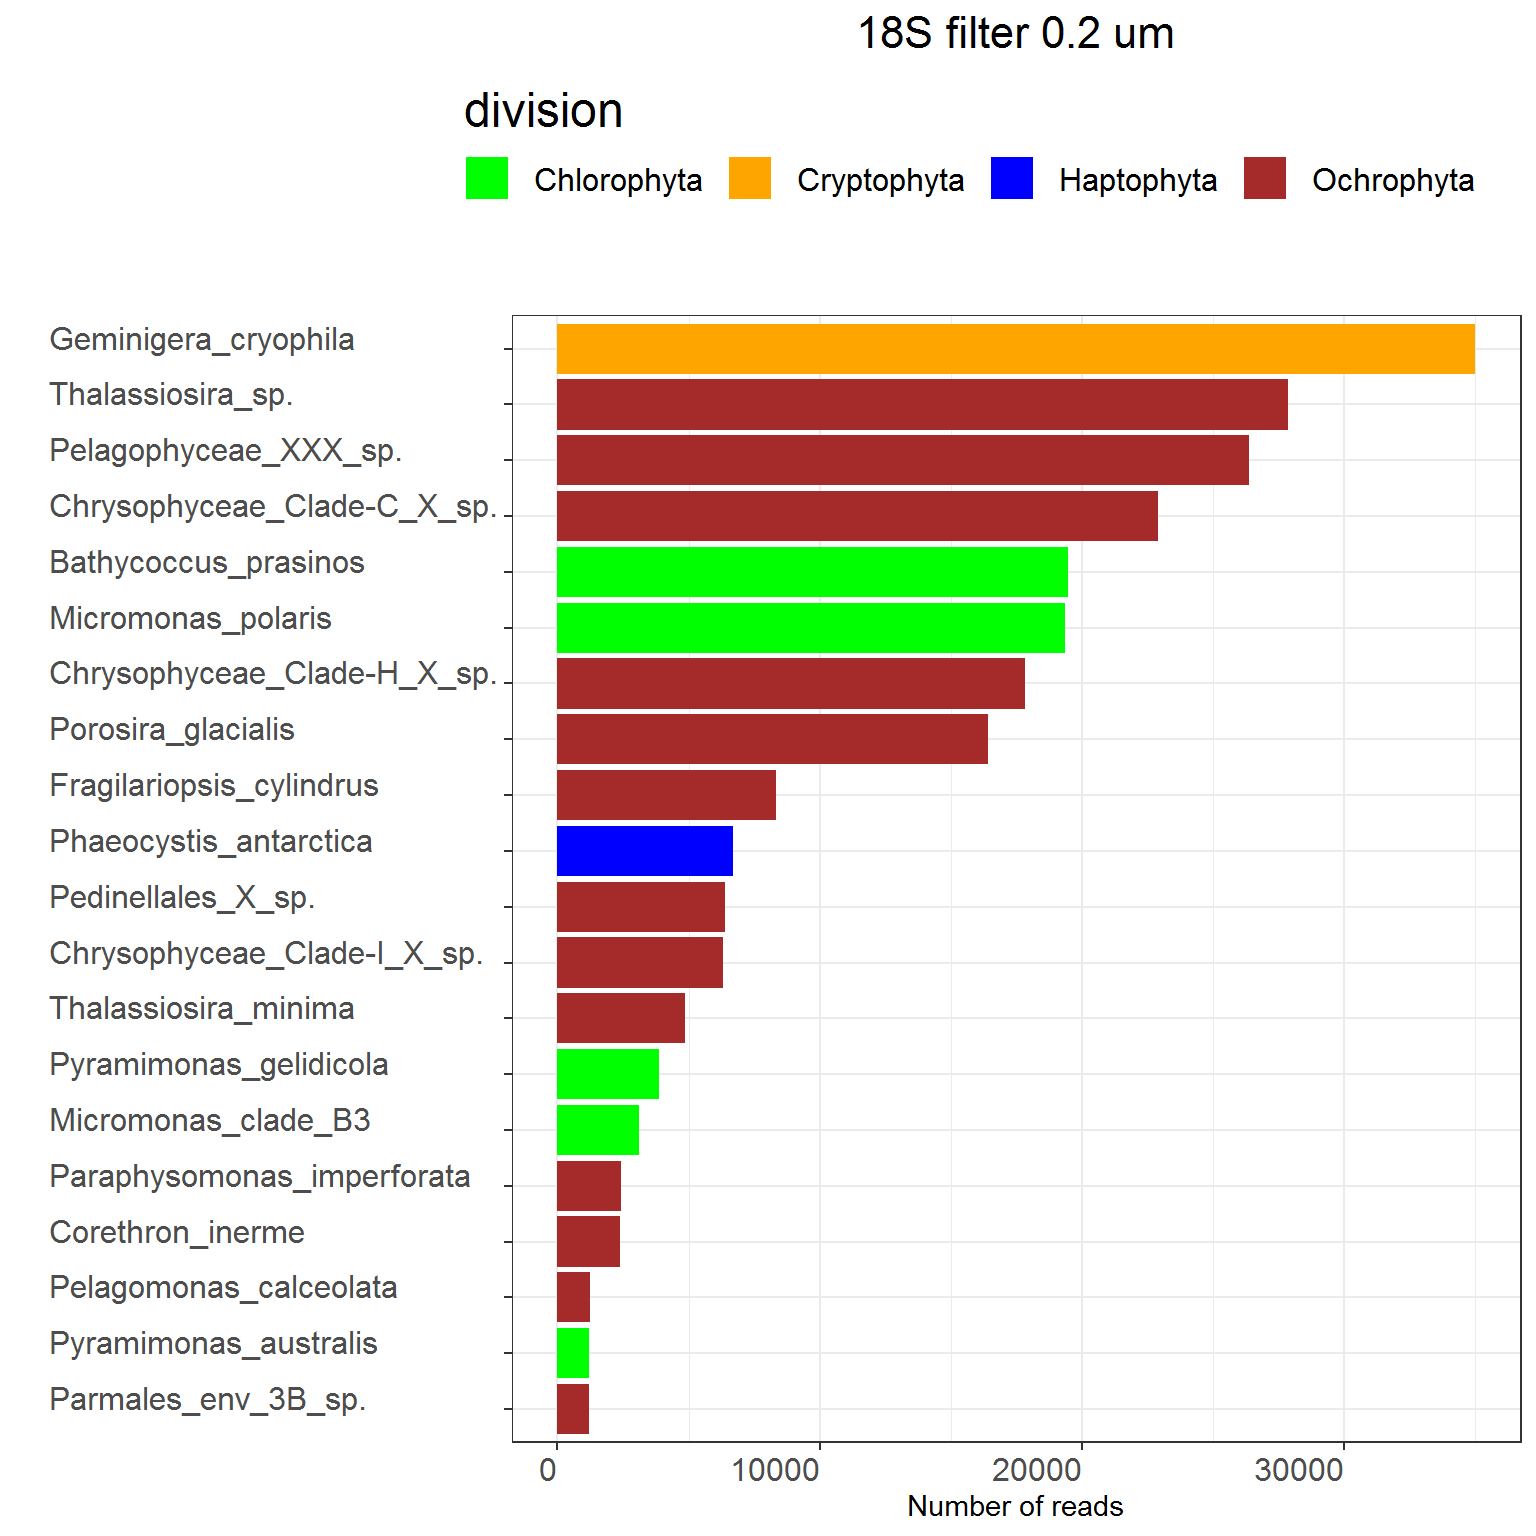 18S filter 0.2 um
division
Chlorophyta Cryptophyta Haptophyta Ochrophyta
Geminigera_cryophila
Thalassiosira_sp.
Pelagophyceae_XXX_sp.
Chrysophyceae_Clade-C_X_sp.
Bathycoccus_prasinos
Micromonas_polaris
Chrysophyceae_Clade-H_X_sp.
Porosira_glacialis
Fragilariopsis_cylindrus
Phaeocystis_antarctica
Pedinellales_X_sp.
Chrysophyceae_Clade-I_X_sp.
Thalassiosira_minima
Pyramimonas_gelidicola
Micromonas_clade_B3
Paraphysomonas_imperforata
Corethron_inerme
Pelagomonas_calceolata
Pyramimonas_australis
Parmales_env_3B_sp.
0 10000 20000 30000
Number of reads